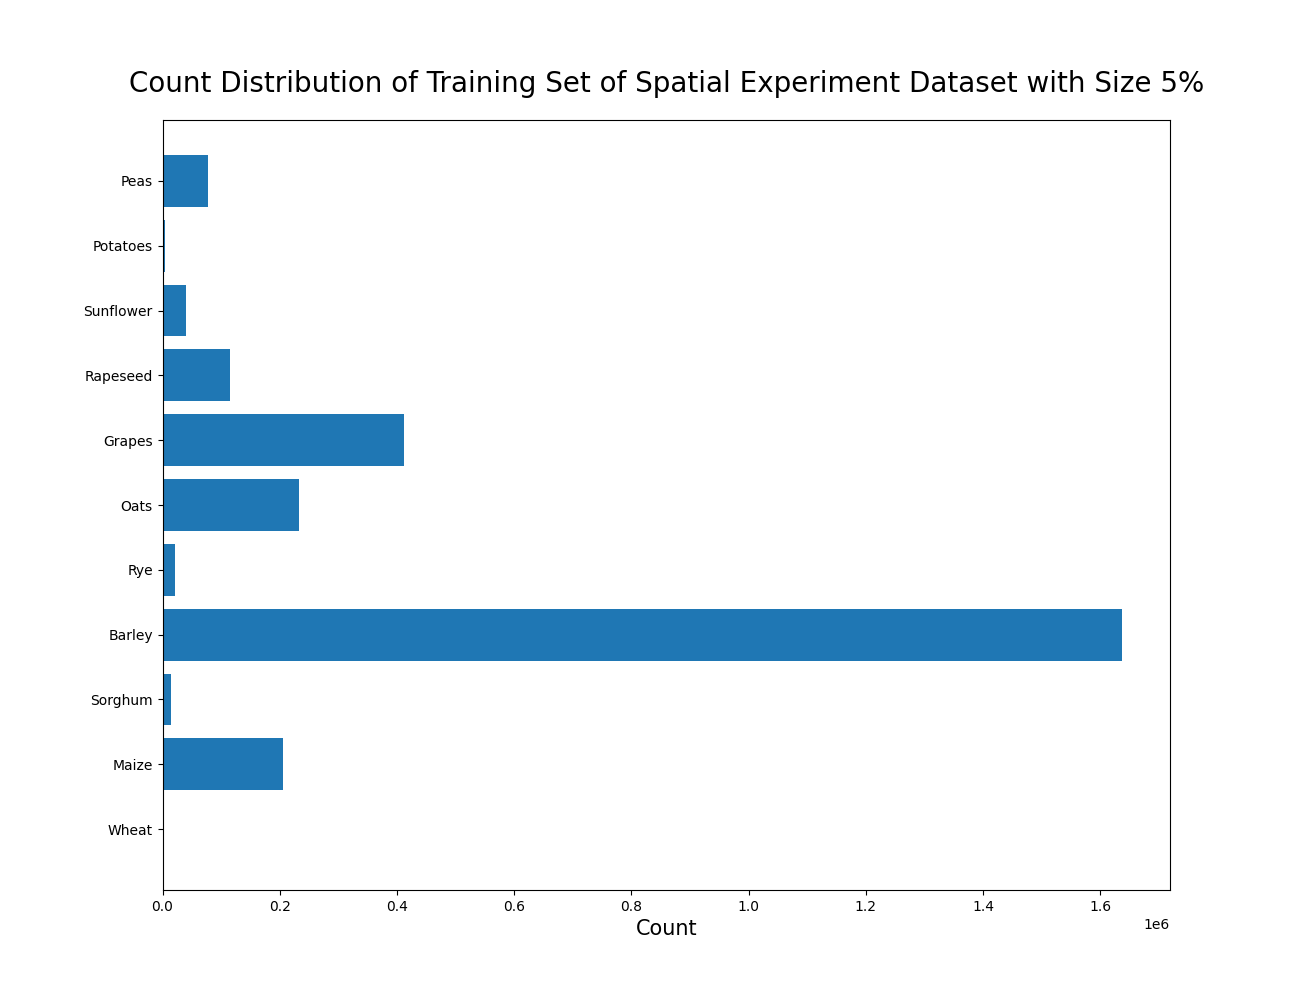 Count Distribution of Training Set of Spatial Experiment Dataset with Size 5%
Peas
Potatoes
Sunflower
Rapeseed
Grapes
Oats
Rye
Barley
Sorghum
Maize
Wheat
0.0 0.2 0.4 0.6 0.8 1.0 1.2 1.4 1.6
1e6
Count